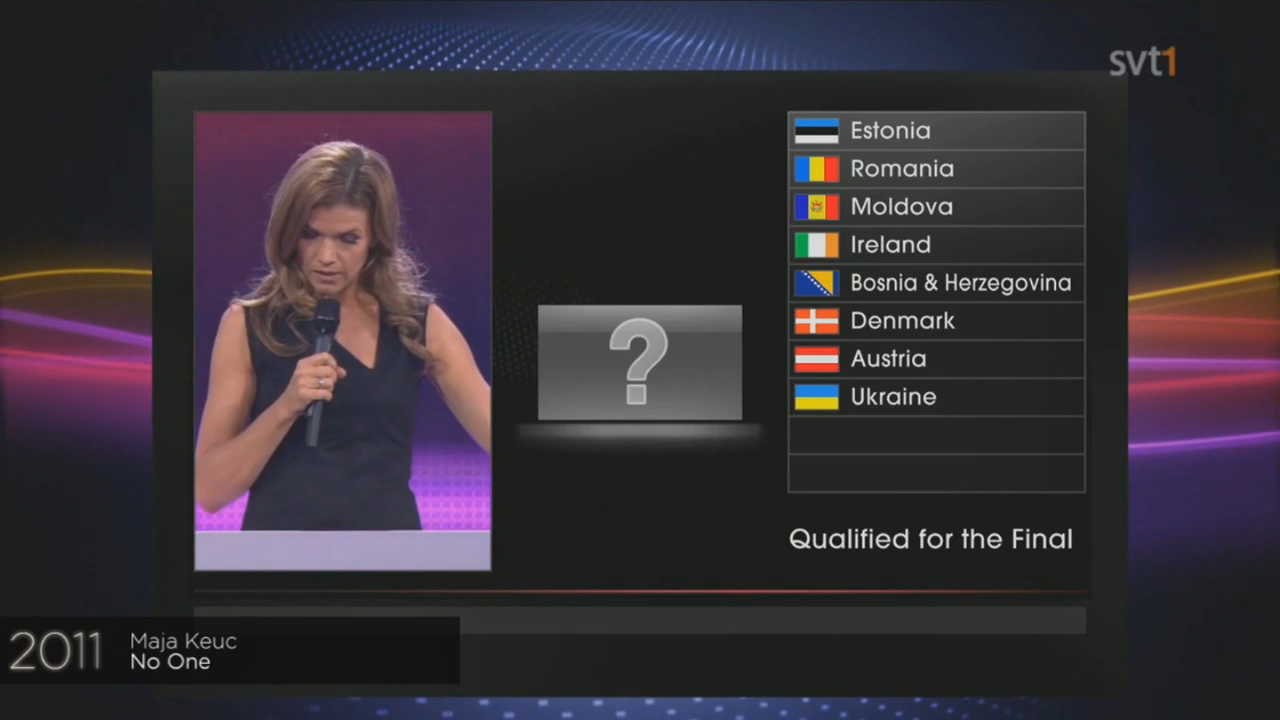 svt1
Estonia
Romania
Moldova
Ireland
Bosnia & Herzegovina
Denmark
Austria
Ukraine
?
Qualified for the Final
2011
Maja Keuc
No One